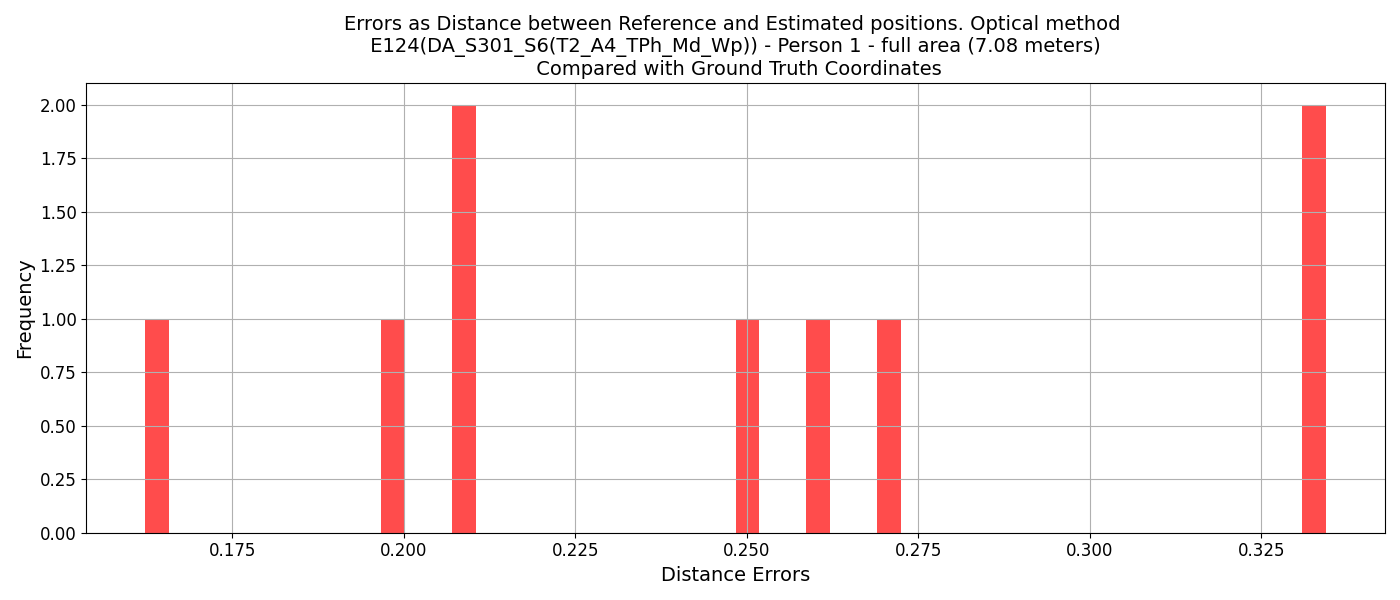 Errors as Distance between Reference and Estimated positions. Optical method
E124(DA_S301_S6(T2_A4_TPh_Md_Wp)) - Person 1 - full area (7.08 meters)
Compared with Ground Truth Coordinates
2.00
1.75
1.50
1.25
1.00
0.75
0.50
0.25
0.00
Frequency
0.175 0.200 0.225 0.250 0.275 0.300 0.325
Distance Errors